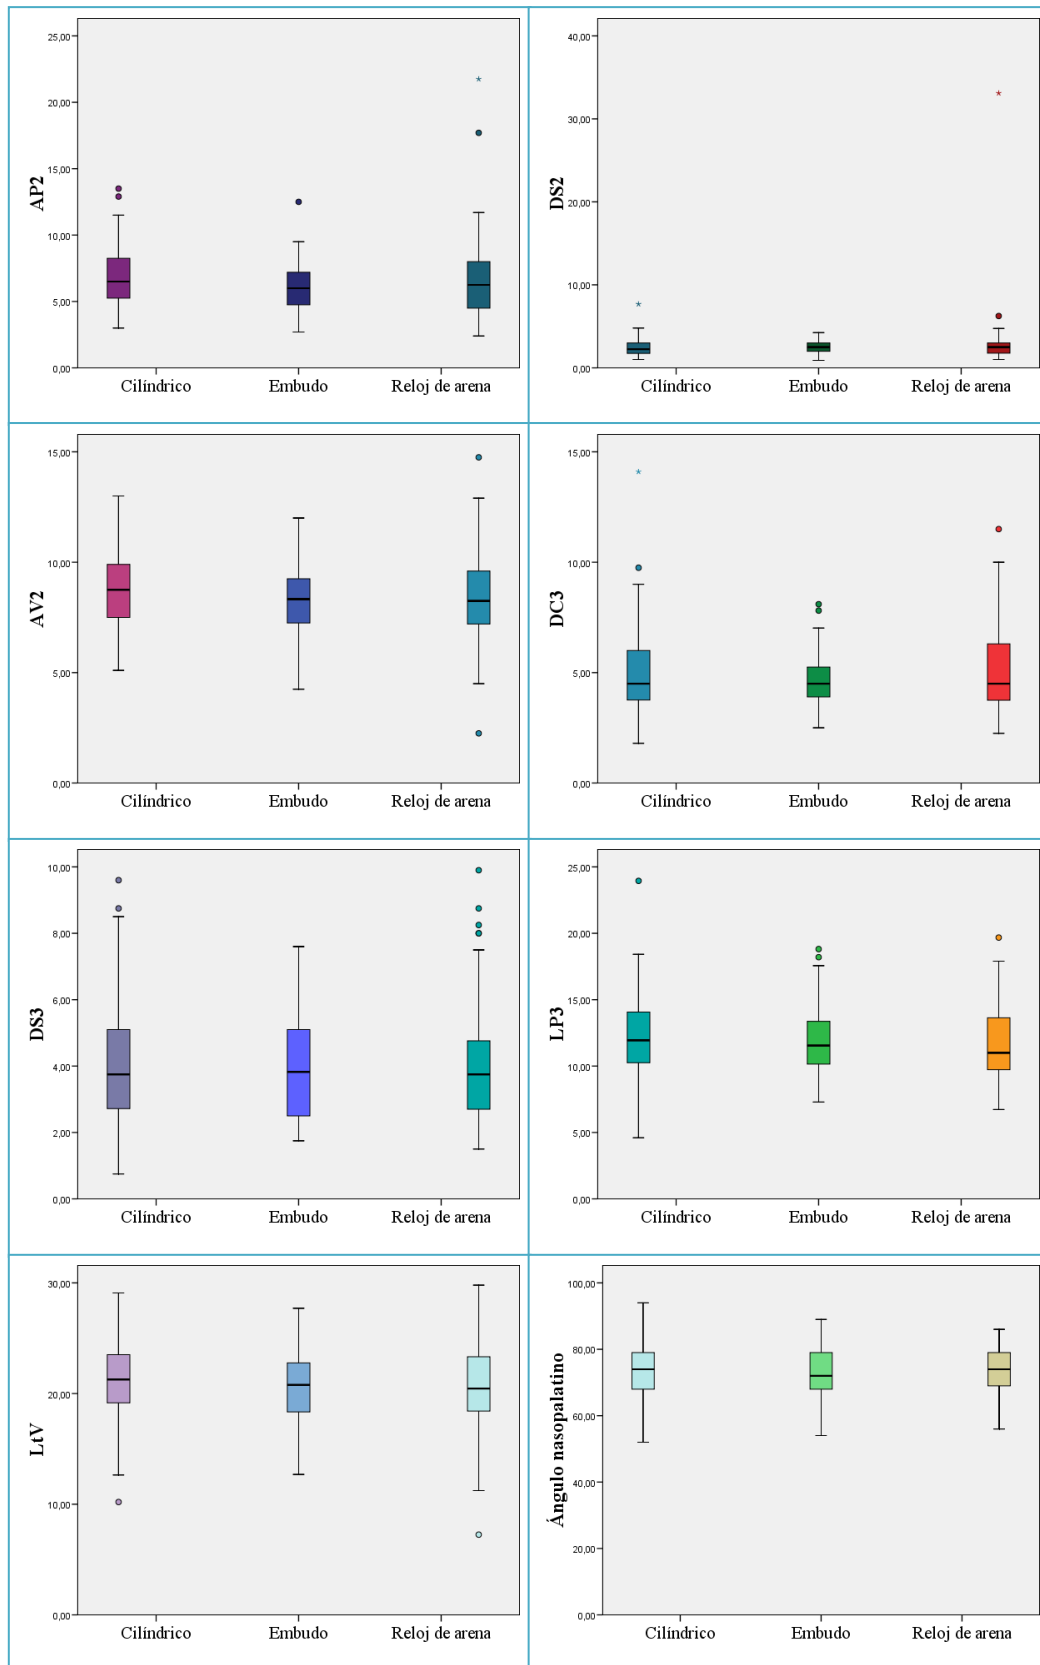 AP2
25,00
20,00
15,00
10,00
5,00
0,00
Cilíndrico Embudo Reloj de arena
DS2
40,00
30,00
20,00
10,00
0,00
Cilíndrico Embudo Reloj de arena
AV2
15,00
10,00
5,00
0,00
Cilíndrico Embudo Reloj de arena
DC3
15,00
10,00
5,00
0,00
Cilíndrico Embudo Reloj de arena
DS3
10,00
8,00
6,00
4,00
2,00
0,00
Cilíndrico Embudo Reloj de arena
LP3
25,00
20,00
15,00
10,00
5,00
0,00
Cilíndrico Embudo Reloj de arena
LtV
30,00
20,00
10,00
0,00
Cilíndrico Embudo Reloj de arena
Ángulo nasopalatino
100,00
80,00
60,00
40,00
20,00
0,00
Cilíndrico Embudo Reloj de arena